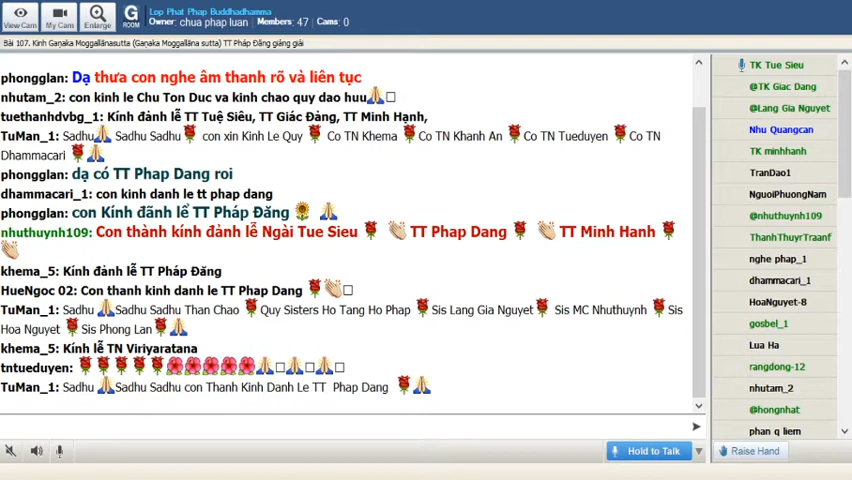 View Cam
My Cam
Enlarge
G ROOM
Lop Phat Phap Buddhadhamma
Owner: chua phap luan Members: 47 Cams: 0
Bài 107. Kinh Gaṇaka Moggallānasutta (Gaṇaka Moggallāna sutta) TT Pháp Đăng giảng giải
phongglan: Dạ thưa con nghe âm thanh rõ và liên tục
nhutam_2: con kinh le Chu Ton Duc va kinh chao quy dao huu
tuethanhdvbg_1: Kính đảnh lễ TT Tuệ Siêu, TT Giác Đảng, TT Minh Hạnh,
TuMan_1: Sadhu Sadhu Sadhu con xin Kinh Le Quy Co TN Khema Co TN Khanh An Co TN Tueduyen Co TN
Dhammacari
phongglan: dạ có TT Phap Dang roi
dhammacari_1: con kinh danh le tt phap dang
phongglan: con Kính đãnh lể TT Pháp Đăng
nhuthuynh109: Con thành kính đảnh lễ Ngài Tue Sieu TT Phap Dang TT Minh Hanh
khema_5: Kính đảnh lễ TT Pháp Đăng
HueNgoc 02: Con thanh kinh danh le TT Phap Dang
TuMan_1: Sadhu Sadhu Sadhu Than Chao Quy Sisters Ho Tang Ho Phap Sis Lang Gia Nguyet Sis MC Nhuthuynh Sis
Hoa Nguyet Sis Phong Lan
khema_5: Kính lễ TN Viriyaratana
tntueduyen:
TuMan_1: Sadhu Sadhu Sadhu con Thanh Kinh Danh Le TT Phap Dang
Hold to Talk
TK Tue Sieu
@TK Giac Dang
@Lang Gia Nguyet
Nhu Quangcan
TK minhhanh
TranDao1
NguoiPhuongNam
@nhuthuynh109
ThanhThuyrTraanf
nghe phap_1
dhammacari_1
HoaNguyet-8
gosbel_1
Lua Ha
rangdong-12
nhutam_2
@hongnhat
phan q liem
Raise Hand